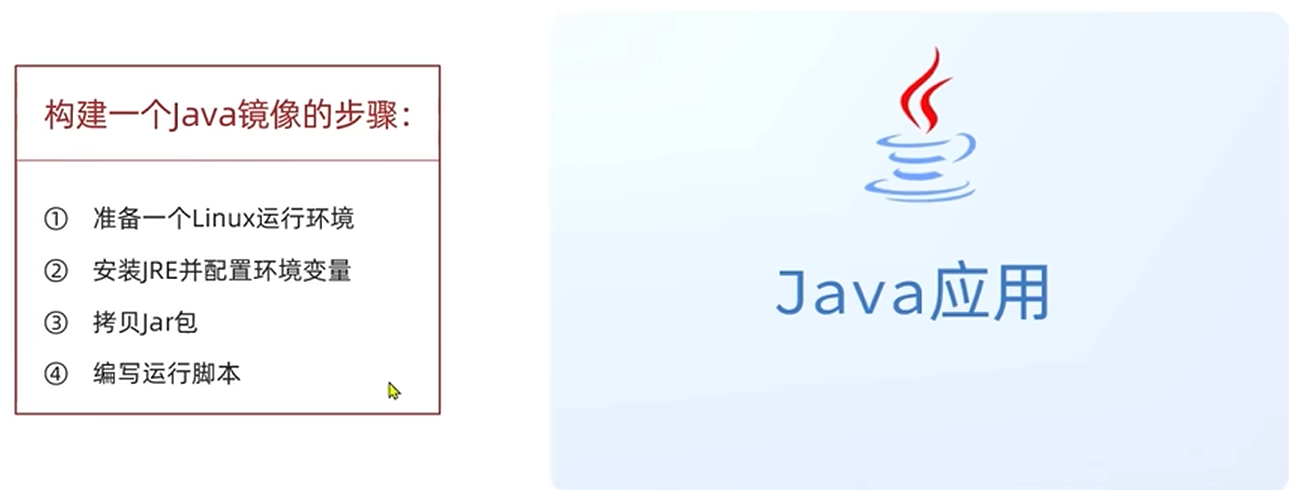 构建一个Java镜像的步骤：
① 准备一个Linux运行环境
② 安装JRE并配置环境变量
③ 拷贝Jar包
④ 编写运行脚本
Java应用